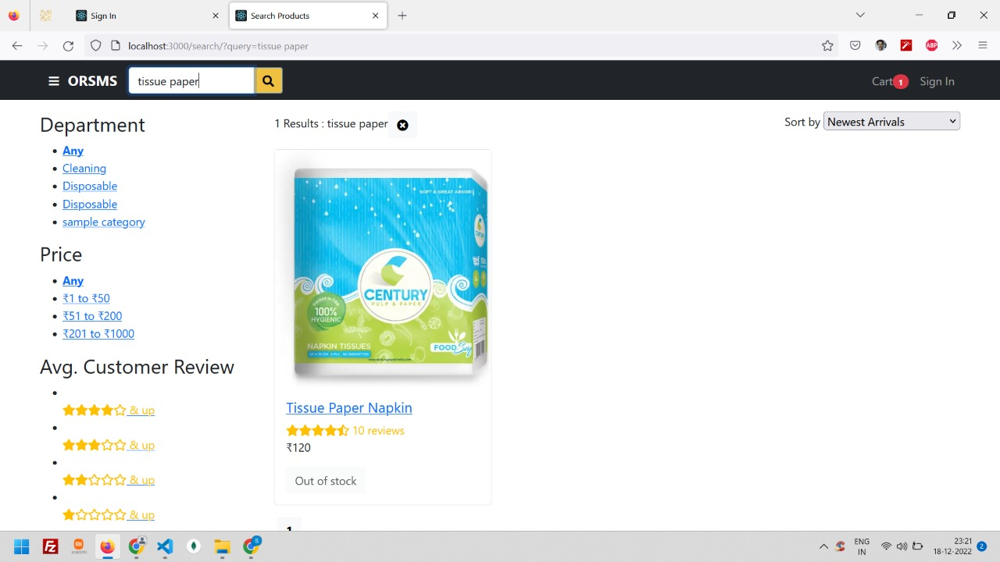 Sign In
Search Products
localhost:3000/search/?query=tissue paper
ABP
ORSMS
tissue paper
Cart 1
Sign In
Department
Any
Cleaning
Disposable
Disposable
sample category
Price
Any
₹1 to ₹50
₹51 to ₹200
₹201 to ₹1000
Avg. Customer Review
& up
& up
& up
& up
1 Results : tissue paper
Sort by Newest Arrivals
SOFT & GREAT ABSOR
CENTURY
PULP & PAPER
100%
HYGIENIC
NAPKIN TISSUES
FOOD
Tissue Paper Napkin
10 reviews
₹120
Out of stock
1
ENG
IN
23:21
18-12-2022
2